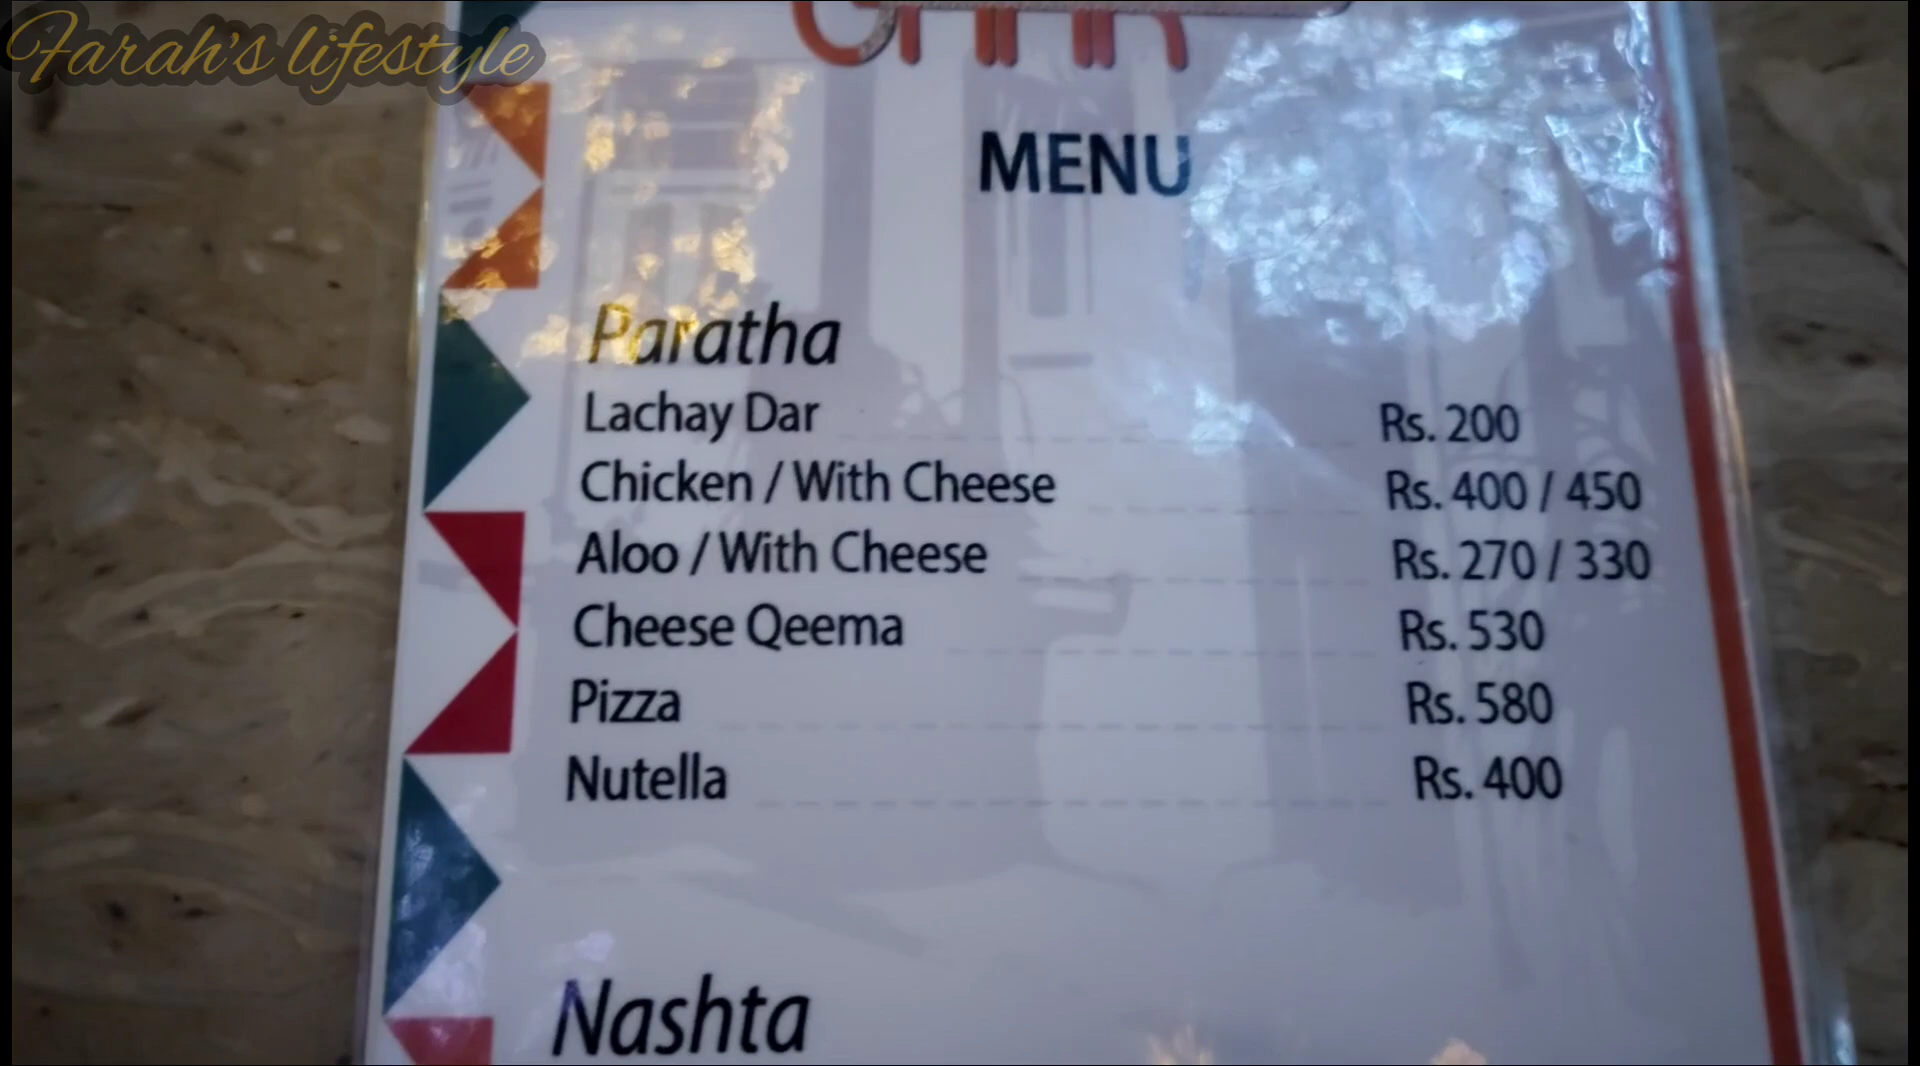 Farah's lifestyle
MENU
Paratha
Lachay Dar Rs. 200
Chicken / With Cheese Rs. 400 / 450
Aloo / With Cheese Rs. 270 / 330
Cheese Qeema Rs. 530
Pizza Rs. 580
Nutella Rs. 400
Nashta